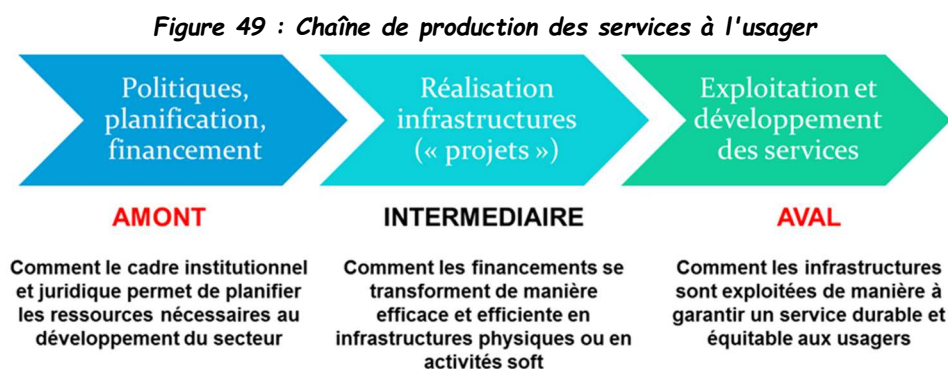 Figure 49 : Chaîne de production des services à l'usager
Politiques,
planification,
financement
Réalisation
infrastructures
(« projets »)
Exploitation et
développement
des services
AMONT
INTERMEDIAIRE
AVAL
Comment le cadre institutionnel
et juridique permet de planifier
les ressources nécessaires au
développement du secteur
Comment les financements se
transforment de manière
efficace et efficiente en
infrastructures physiques ou en
activités soft
Comment les infrastructures
sont exploitées de manière à
garantir un service durable et
équitable aux usagers